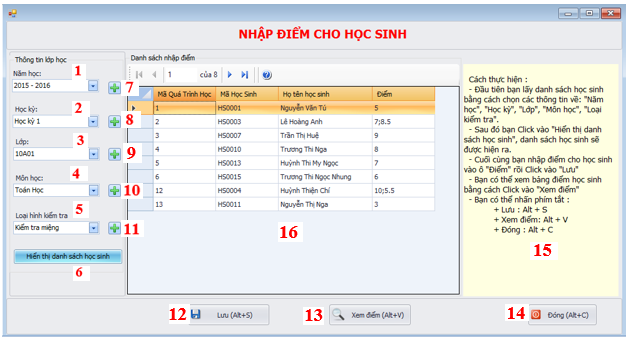 NHẬP ĐIỂM CHO HỌC SINH
Thông tin lớp học
Năm học:
1
2015 - 2016
7
Học kỳ:
2
Học kỳ 1
8
Lớp:
3
10A01
9
Môn học:
4
Toán Học
10
Loại hình kiểm tra
5
Kiểm tra miệng
11
Hiển thị danh sách học sinh
6
Danh sách nhập điểm
1 của 8
Mã Quá Trình Học Mã Học Sinh Họ tên học sinh Điểm
1 HS0001 Nguyễn Văn Tú 5
2 HS0003 Lê Hoàng Anh 7;8.5
3 HS0007 Trần Thị Huệ 9
4 HS0010 Trương Thị Nga 8
5 HS0013 Huỳnh Thi My Ngọc 7
6 HS0015 Trương Thị Ngọc Nhung 6
12 HS0004 Huỳnh Thiện Chí 10;5.5
13 HS0011 Nguyễn Thị Nga 3
16
Cách thực hiện :
- Đầu tiên bạn lấy danh sách học sinh
bằng cách chọn các thông tin về: "Năm
học", "Học kỳ", "Lớp", "Môn học", "Loại
kiểm tra".
- Sau đó bạn Click vào "Hiển thị danh
sách học sinh", danh sách học sinh sẽ
được hiện ra.
- Cuối cùng bạn nhập điểm cho học sinh
vào ô "Điểm" rồi Click vào "Lưu"
- Bạn có thể xem bảng điểm học sinh
bằng cách Click vào "Xem điểm"
- Bạn có thể nhấn phím tắt :
+ Lưu : Alt + S
+ Xem điểm: Alt + V
+ Đóng : Alt + C
15
12 Lưu (Alt+S)
13 Xem điểm (Alt+V)
14 Đóng (Alt+C)